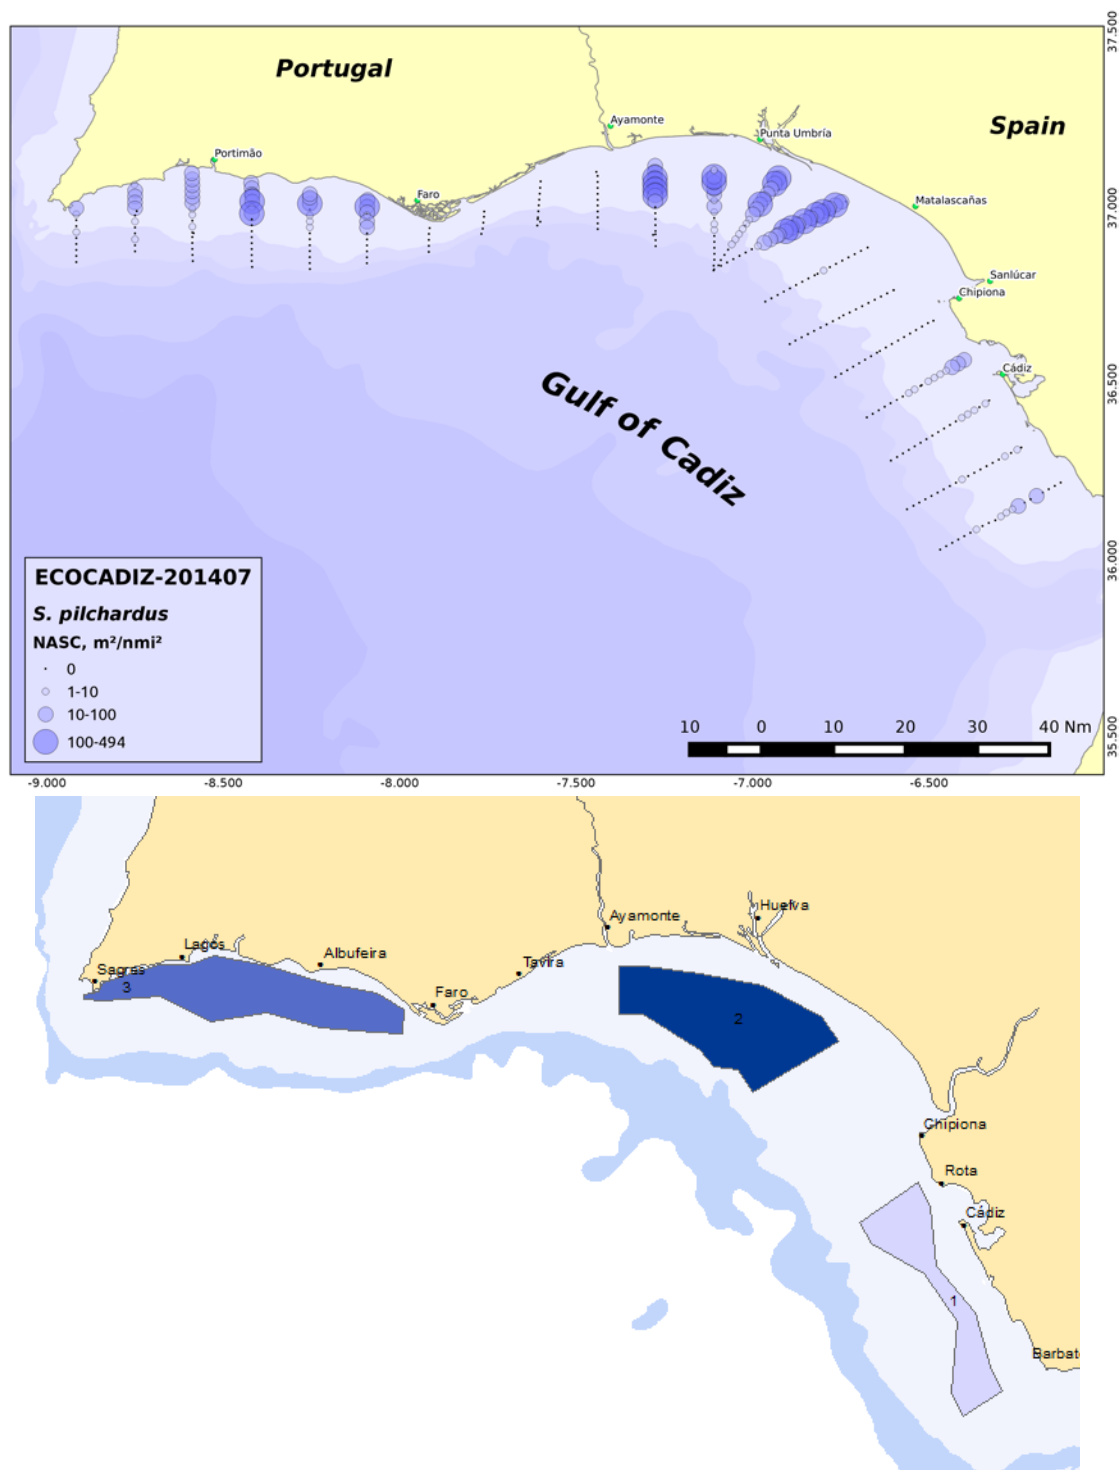 Portugal
Spain
Ayamonte
Punta Umbría
Portimão
Faro
Matalascañas
Sanlúcar
Chipiona
Cádiz
Gulf of Cadiz
37.500
37.000
36.500
36.000
35.500
ECOCADIZ-201407
S. pilchardus
NASC, m²/nmi²
0
1-10
10-100
100-494
10 0 10 20 30 40 Nm
-9.000 -8.500 -8.000 -7.500 -7.000 -6.500
Huelva
Ayamonte
Lagos
Albufeira
Tavira
Sagres
3
Faro
2
Chipiona
Rota
Cádiz
1
Barbat